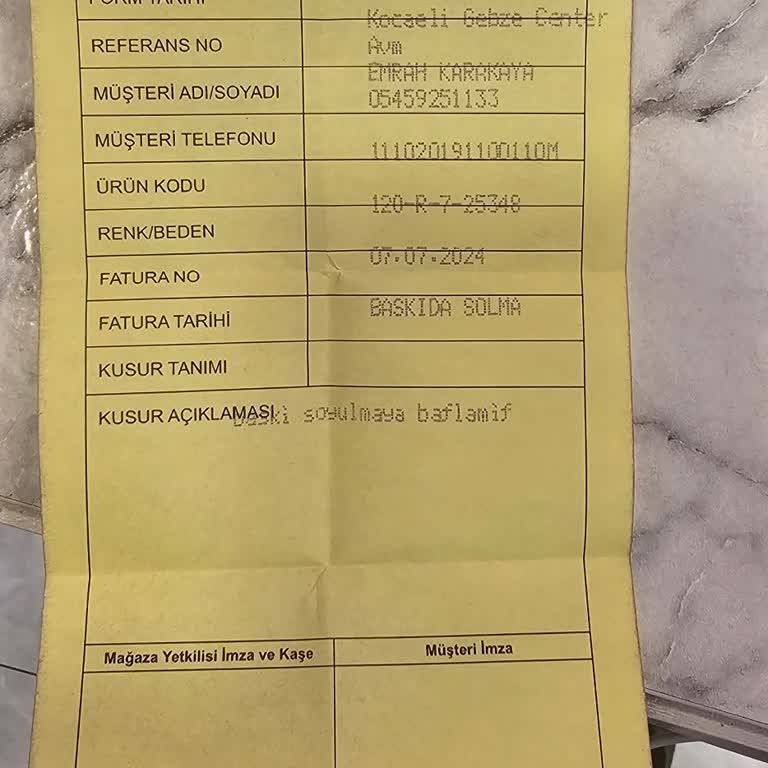 FORM TARİHİ
Kocaeli Gebze Center
REFERANS NO Avm
EMRAH KARAKAYA
MÜŞTERİ ADI/SOYADI 05459251133
MÜŞTERİ TELEFONU
111020191100110M
ÜRÜN KODU
120-R-7-25348
RENK/BEDEN
07.07.2024
FATURA NO
BASKIDA SOLMA
FATURA TARİHİ
KUSUR TANIMI
KUSUR AÇIKLAMASI Baski soyulmaya baflamif
Mağaza Yetkilisi İmza ve Kaşe Müşteri İmza